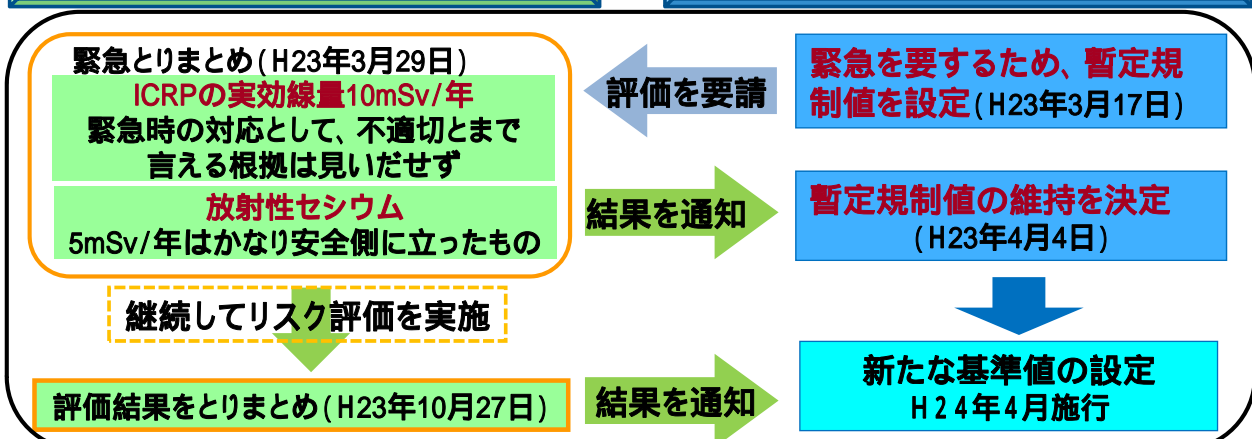 緊急とりまとめ(H23年3月29日)
ICRPの実効線量10mSv/年
緊急時の対応として、不適切とまで
言える根拠は見いだせず
放射性セシウム
5mSv/年はかなり安全側に立ったもの
評価を要請
緊急を要するため、暫定規
制値を設定(H23年3月17日)
結果を通知
暫定規制値の維持を決定
(H23年4月4日)
継続してリスク評価を実施
評価結果をとりまとめ(H23年10月27日)
結果を通知
新たな基準値の設定
H24年4月施行